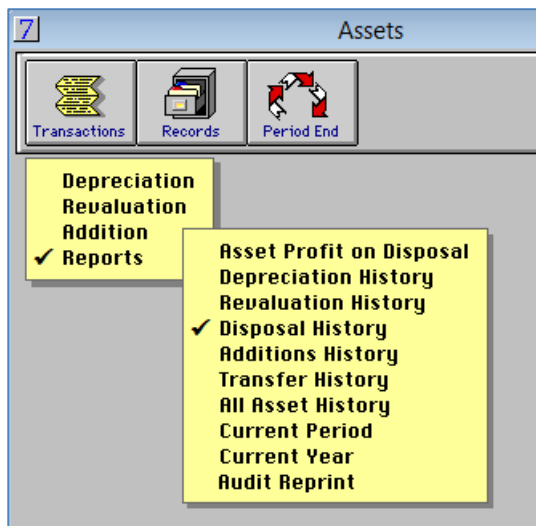 7
Assets
Transactions
Records
Period End
Depreciation
Revaluation
Addition
✓ Reports
Asset Profit on Disposal
Depreciation History
Revaluation History
✓ Disposal History
Additions History
Transfer History
All Asset History
Current Period
Current Year
Audit Reprint